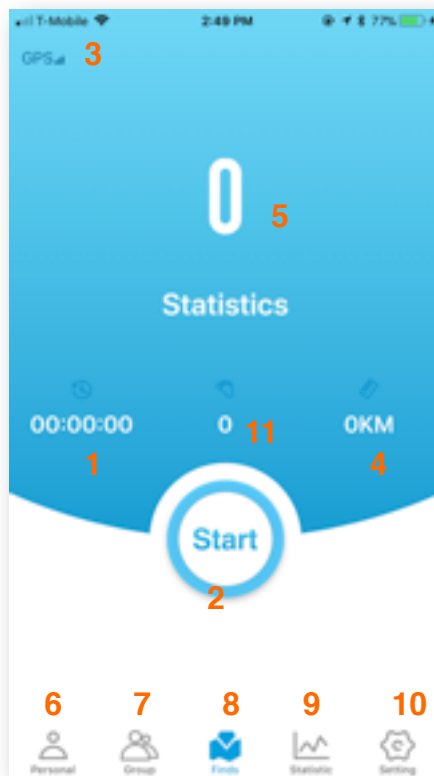 T-Mobile 2:49 PM 77%
GPS 3
0 5
Statistics
00:00:00 0 11 0KM
1 4
Start
2
6 7 8 9 10
Personal Group Finds Statistic Setting